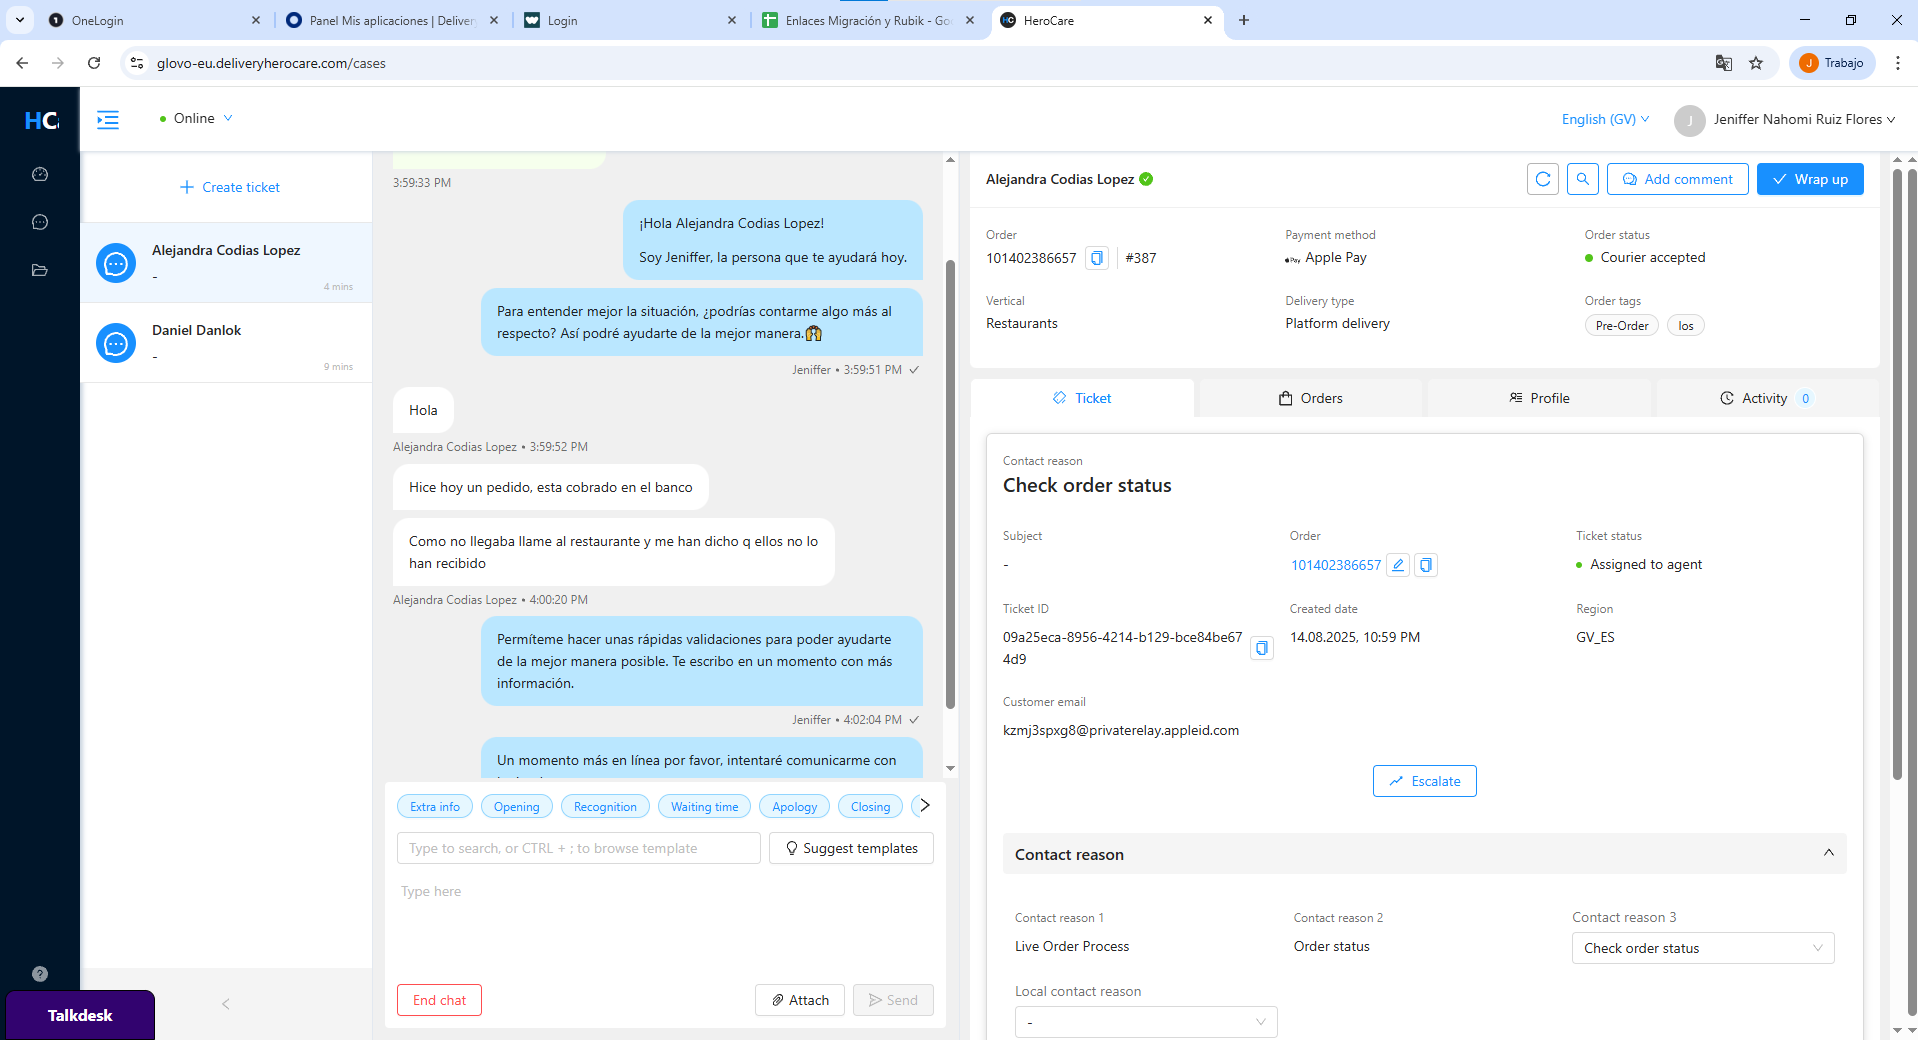 OneLogin
Panel Mis aplicaciones | Deliver
Login
Enlaces Migración y Rubik - Go
HeroCare
glovo-eu.deliveryherocare.com/cases
J
Trabajo
HC
Online
English (GV)
J
Jeniffer Nahomi Ruiz Flores
Create ticket
Alejandra Codias Lopez
-
4 mins
Daniel Danlok
-
9 mins
3:59:33 PM
¡Hola Alejandra Codias Lopez!
Soy Jeniffer, la persona que te ayudará hoy.
Para entender mejor la situación, ¿podrías contarme algo más al
respecto? Así podré ayudarte de la mejor manera.
Jeniffer • 3:59:51 PM
Hola
Alejandra Codias Lopez • 3:59:52 PM
Hice hoy un pedido, esta cobrado en el banco
Como no llegaba llame al restaurante y me han dicho q ellos no lo
han recibido
Alejandra Codias Lopez • 4:00:20 PM
Permíteme hacer unas rápidas validaciones para poder ayudarte
de la mejor manera posible. Te escribo en un momento con más
información.
Jeniffer • 4:02:04 PM
Un momento más en línea por favor, intentaré comunicarme con
Extra info
Opening
Recognition
Waiting time
Apology
Closing
Type to search, or CTRL + ; to browse template
Suggest templates
Type here
End chat
Attach
Send
Talkdesk
Alejandra Codias Lopez
Add comment
Wrap up
Order
Payment method
Order status
101402386657
#387
Pay Apple Pay
Courier accepted
Vertical
Delivery type
Order tags
Restaurants
Platform delivery
Pre-Order
Ios
Ticket
Orders
Profile
Activity 0
Contact reason
Check order status
Subject
Order
Ticket status
-
101402386657
Assigned to agent
Ticket ID
Created date
Region
09a25eca-8956-4214-b129-bce84be67
4d9
14.08.2025, 10:59 PM
GV_ES
Customer email
kzmj3spxg8@privaterelay.appleid.com
Escalate
Contact reason
Contact reason 1
Contact reason 2
Contact reason 3
Live Order Process
Order status
Check order status
Local contact reason
-